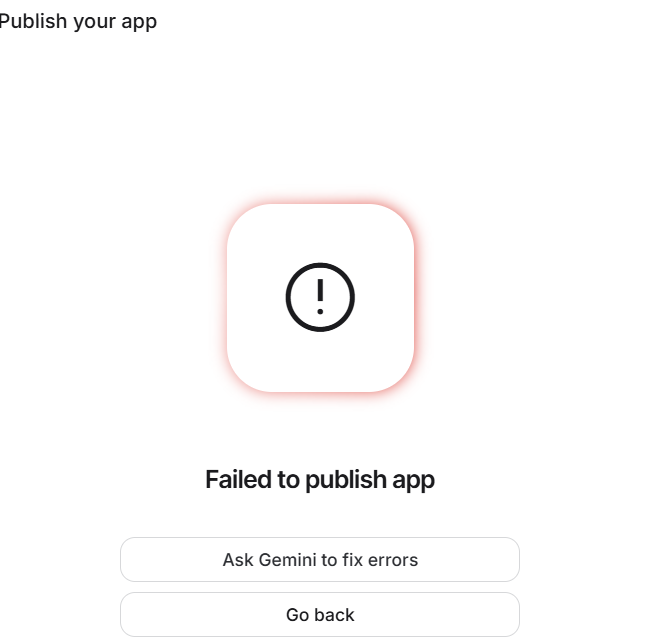 Publish your app
Failed to publish app
Ask Gemini to fix errors
Go back